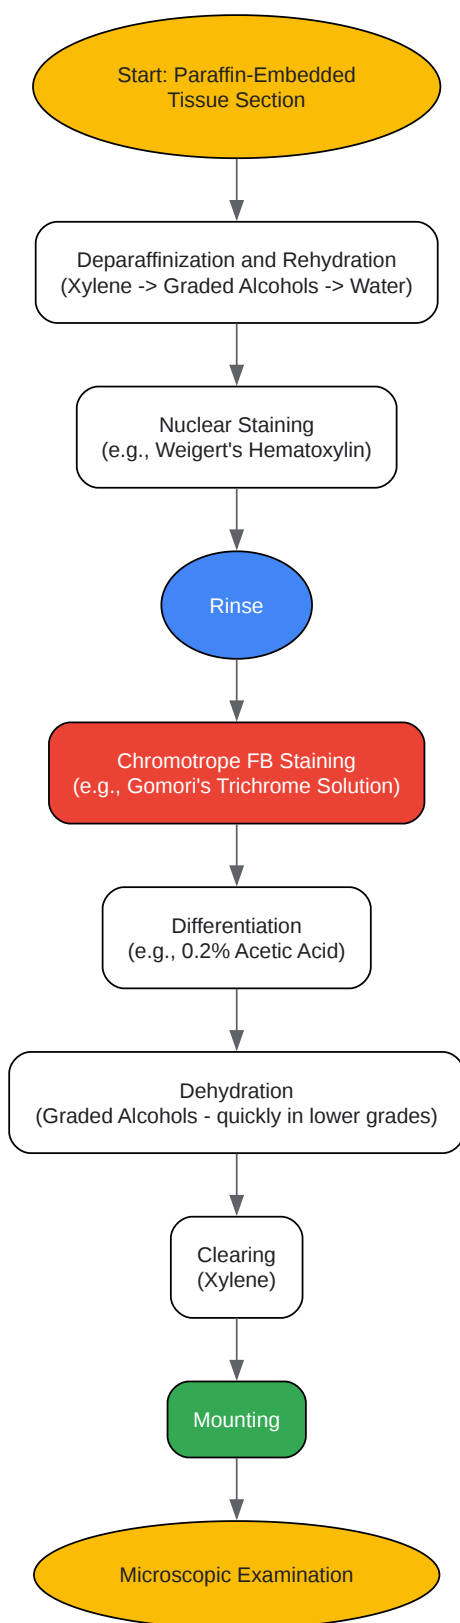 Start: Paraffin-Embedded
Tissue Section
Deparaffinization and Rehydration
(Xylene -> Graded Alcohols -> Water)
Nuclear Staining
(e.g., Weigert's Hematoxylin)
Rinse
Chromotrope FB Staining
(e.g., Gomori's Trichrome Solution)
Differentiation
(e.g., 0.2% Acetic Acid)
Dehydration
(Graded Alcohols - quickly in lower grades)
Clearing
(Xylene)
Mounting
Microscopic Examination